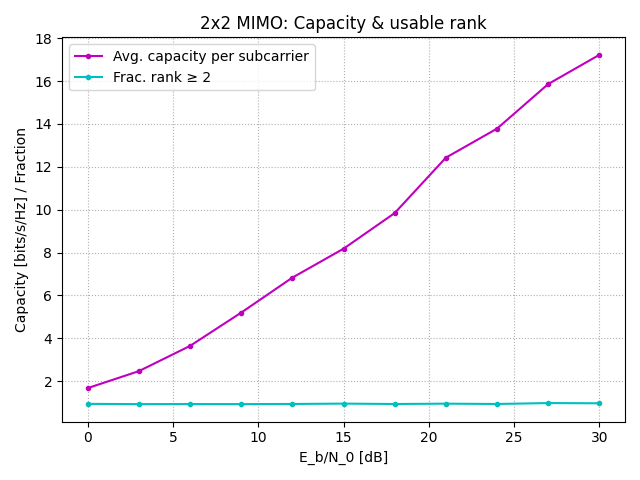 2x2 MIMO: Capacity & usable rank
Avg. capacity per subcarrier
Frac. rank ≥ 2
Capacity [bits/s/Hz] / Fraction
18
16
14
12
10
8
6
4
2
0 5 10 15 20 25 30
E_b/N_0 [dB]